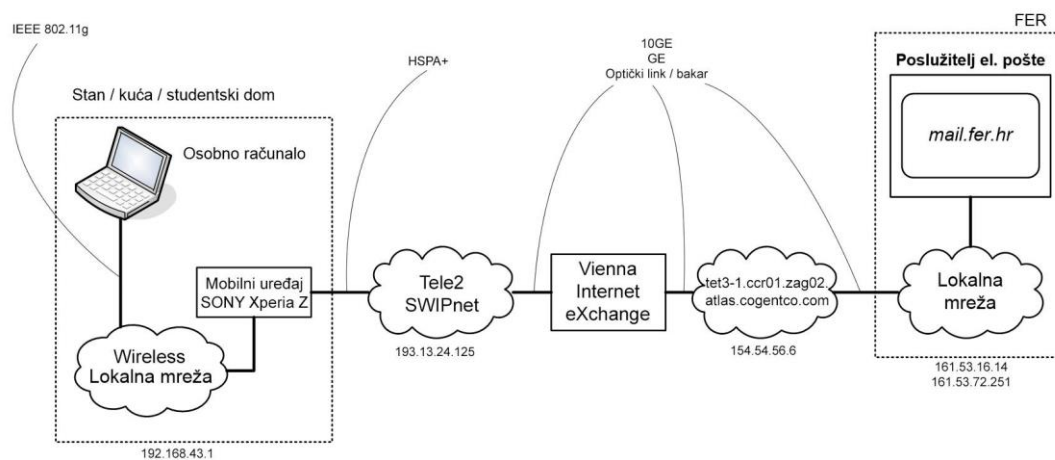 IEEE 802.11g
HSPA+
10GE
GE
Optički link / bakar
FER
Poslužitelj el. pošte
mail.fer.hr
Stan / kuća / studentski dom
Osobno računalo
Mobilni uređaj
SONY Xperia Z
Wireless
Lokalna mreža
192.168.43.1
Tele2
SWIPnet
193.13.24.125
Vienna
Internet
eXchange
tet3-1.ccr01.zag02.
atlas.cogentco.com
154.54.56.6
Lokalna
mreža
161.53.16.14
161.53.72.251